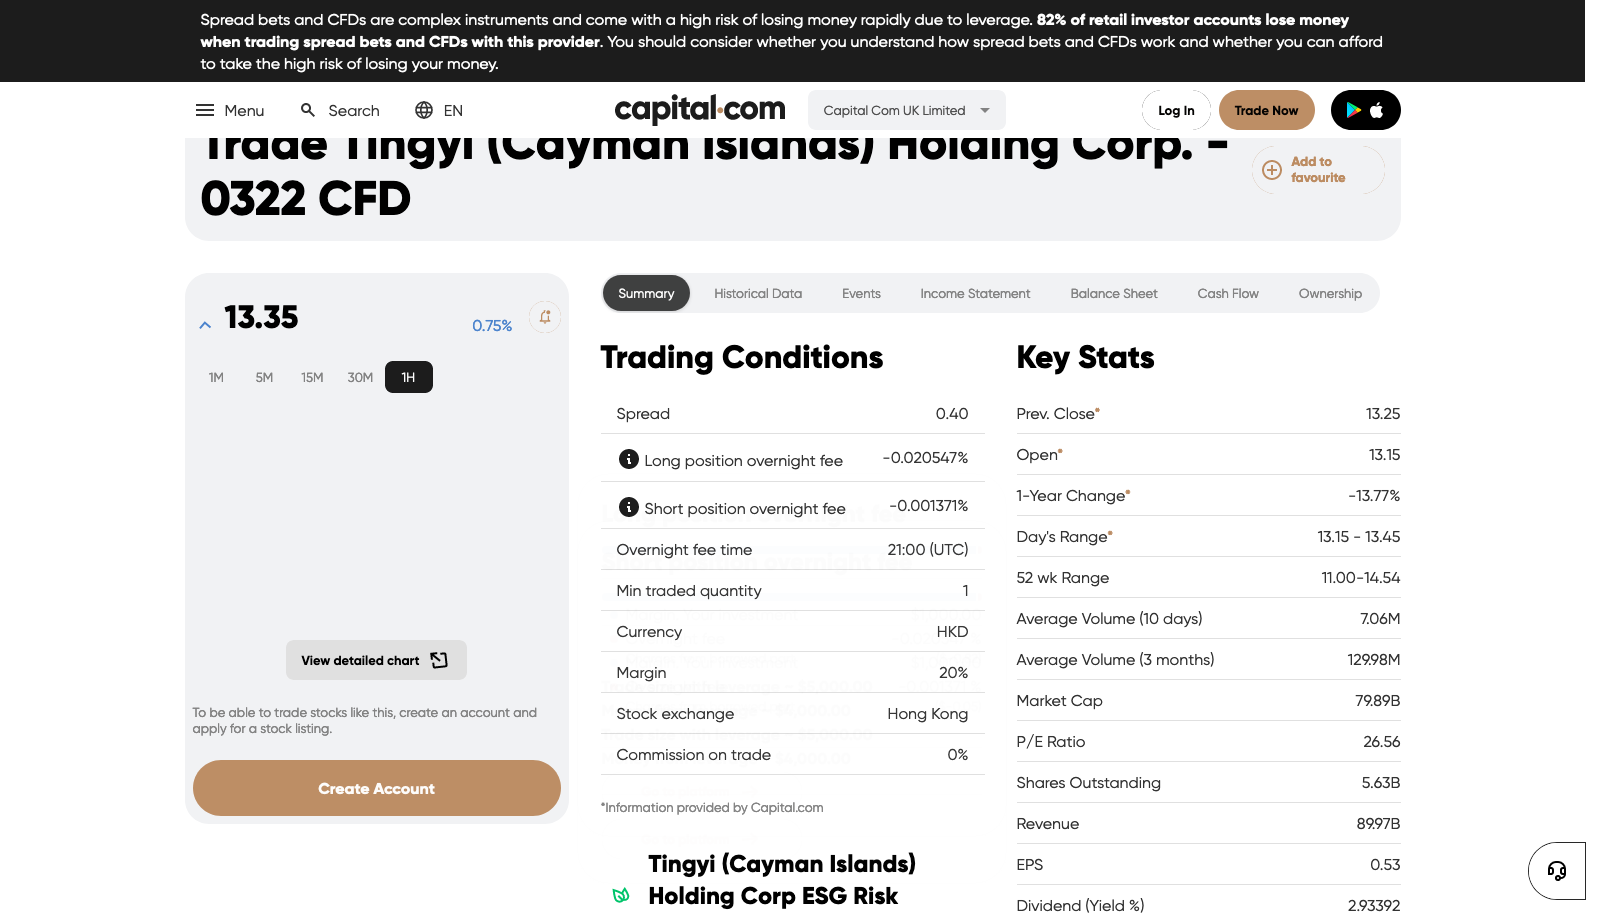 Spread bets and CFDs are complex instruments and come with a high risk of losing money rapidly due to leverage. 82% of retail investor accounts lose money
when trading spread bets and CFDs with this provider. You should consider whether you understand how spread bets and CFDs work and whether you can afford
to take the high risk of losing your money.
Menu
Search
EN
capital.com
Capital Com UK Limited
Log In
Trade Now
Trade Tingyi (Cayman Islands) Holding Corp. -
0322 CFD
Add to
favourite
13.35
0.75%
1M
5M
15M
30M
1H
View detailed chart
To be able to trade stocks like this, create an account and
apply for a stock listing.
Create Account
Summary
Historical Data
Events
Income Statement
Balance Sheet
Cash Flow
Ownership
Trading Conditions
Spread 0.40
Long position overnight fee -0.020547%
Short position overnight fee -0.001371%
Overnight fee time 21:00 (UTC)
Min traded quantity 1
Currency HKD
Margin 20%
Stock exchange Hong Kong
Commission on trade 0%
*Information provided by Capital.com
Tingyi (Cayman Islands)
Holding Corp ESG Risk
Key Stats
Prev. Close* 13.25
Open* 13.15
1-Year Change* -13.77%
Day's Range* 13.15 - 13.45
52 wk Range 11.00-14.54
Average Volume (10 days) 7.06M
Average Volume (3 months) 129.98M
Market Cap 79.89B
P/E Ratio 26.56
Shares Outstanding 5.63B
Revenue 89.97B
EPS 0.53
Dividend (Yield %) 2.93392